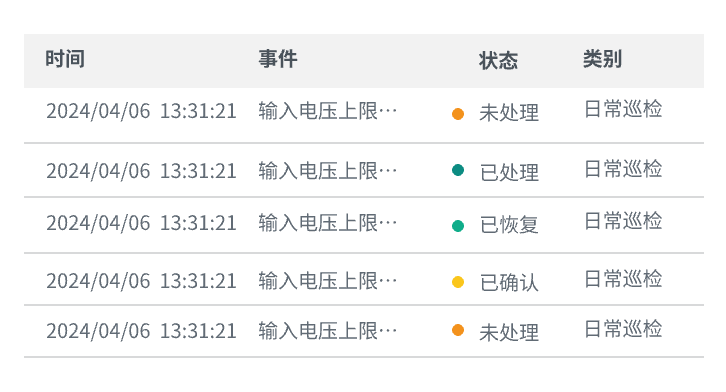 时间 事件 状态 类别
2024/04/06 13:31:21 输入电压上限··· 未处理 日常巡检
2024/04/06 13:31:21 输入电压上限··· 已处理 日常巡检
2024/04/06 13:31:21 输入电压上限··· 已恢复 日常巡检
2024/04/06 13:31:21 输入电压上限··· 已确认 日常巡检
2024/04/06 13:31:21 输入电压上限··· 未处理 日常巡检